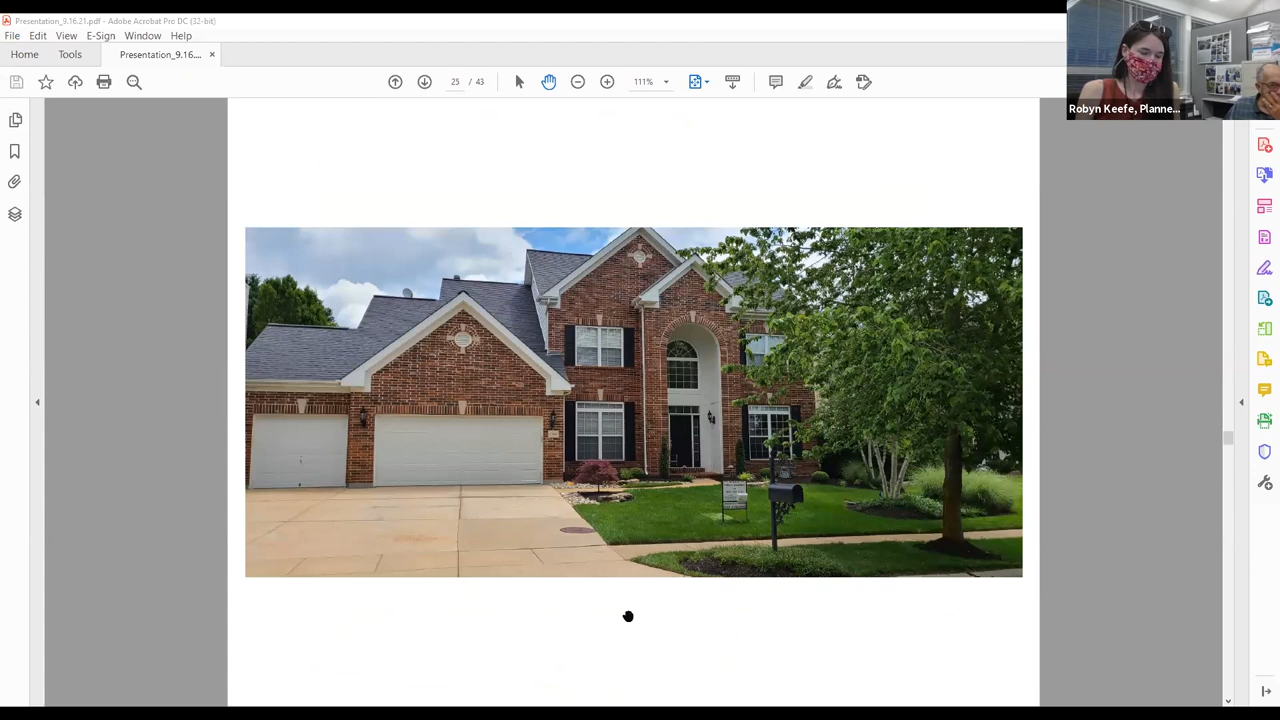 Presentation_9.16.21.pdf - Adobe Acrobat Pro DC (32-bit)
File Edit View E-Sign Window Help
Home Tools Presentation_9.16.... ×
25 / 43 111%
Robyn Keefe, Planne...